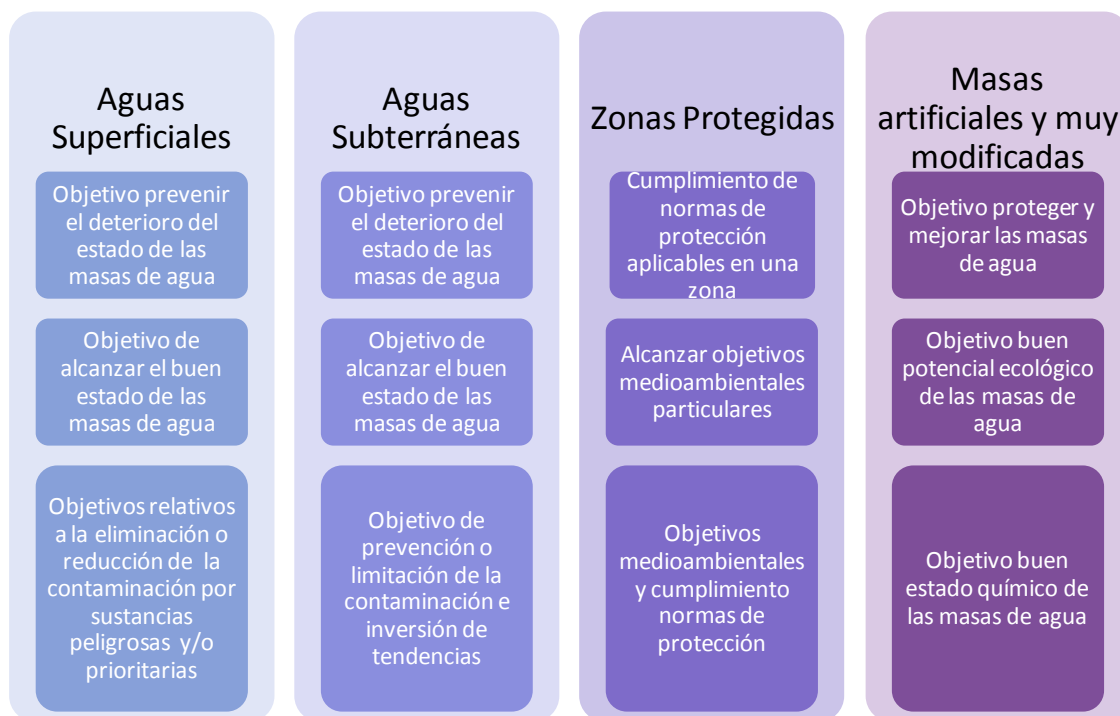 Aguas
Superficiales
Objetivo prevenir
el deterioro del
estado de las
masas de agua
Objetivo de
alcanzar el buen
estado de las
masas de agua
Objetivos relativos
a la eliminación o
reducción de la
contaminación por
sustancias
peligrosas y/o
prioritarias
Aguas
Subterráneas
Objetivo prevenir
el deterioro del
estado de las
masas de agua
Objetivo de
alcanzar el buen
estado de las
masas de agua
Objetivo de
prevención o
limitación de la
contaminación e
inversión de
tendencias
Zonas Protegidas
Cumplimiento de
normas de
protección
aplicables en una
zona
Alcanzar objetivos
medioambientales
particulares
Objetivos
medioambientales
y cumplimiento
normas de
protección
Masas
artificiales y muy
modificadas
Objetivo proteger y
mejorar las masas
de agua
Objetivo buen
potencial ecológico
de las masas de
agua
Objetivo buen
estado químico de
las masas de agua